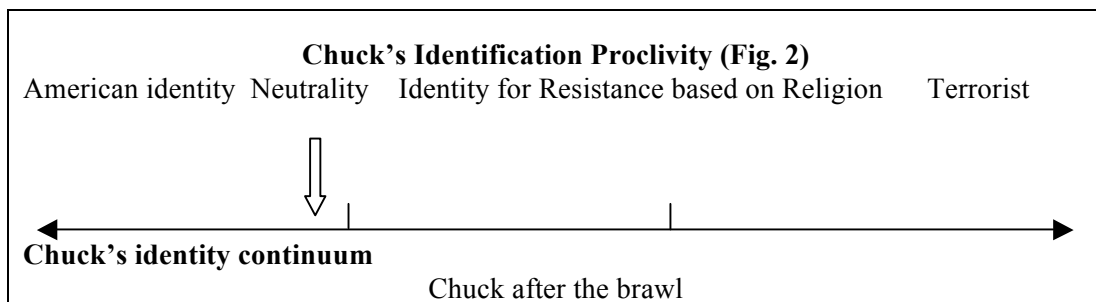 Chuck’s Identification Proclivity (Fig. 2)
American identity Neutrality Identity for Resistance based on Religion Terrorist
Chuck’s identity continuum
Chuck after the brawl